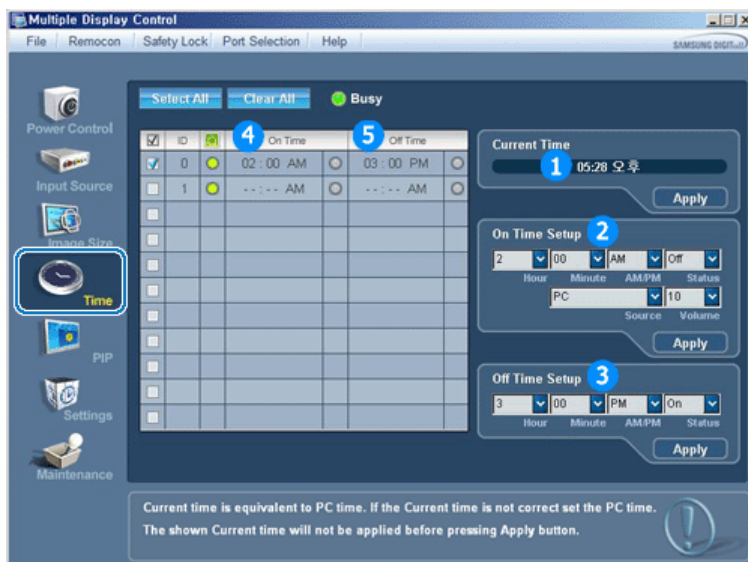 Multiple Display Control
File Remocon Safety Lock Port Selection Help
Select All Clear All Busy
Power Control
Input Source
Image Size
Time
PIP
Settings
Maintenance
ID 4 On Time 5 Off Time
0 02 : 00 AM 03 : 00 PM
1 - - : - - AM - - : - - AM
Current Time
1 05:28 오후
Apply
On Time Setup 2
2 00 AM Off
Hour Minute AM/PM Status
PC 10
Source Volume
Apply
Off Time Setup 3
3 00 PM On
Hour Minute AM/PM Status
Apply
Current time is equivalent to PC time. If the Current time is not correct set the PC time.
The shown Current time will not be applied before pressing Apply button.